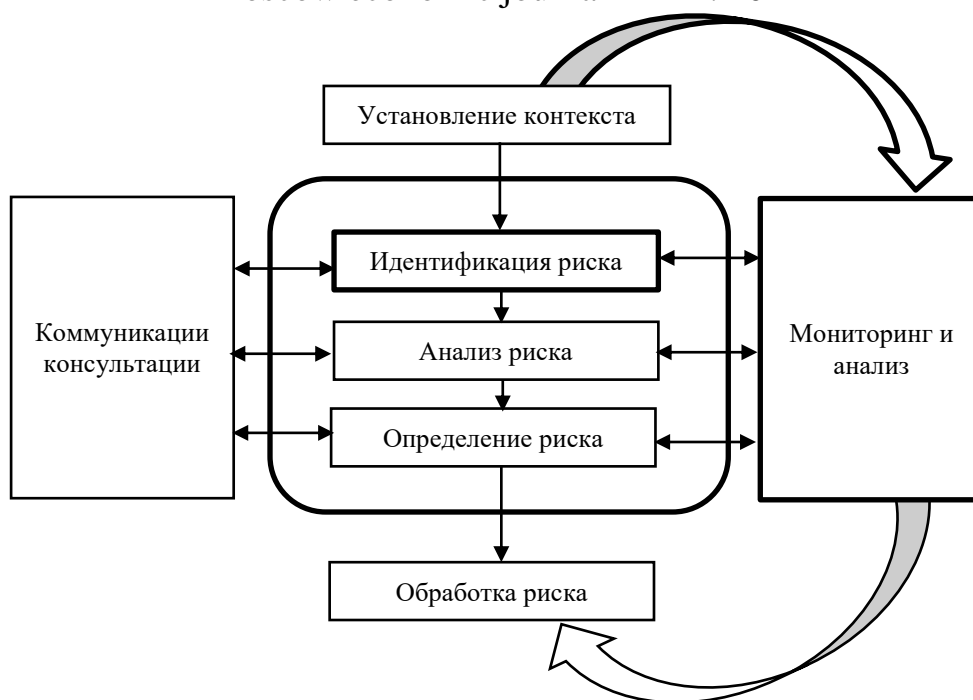 Установление контекста
Идентификация риска
Коммуникации
консультации
Анализ риска
Мониторинг и
анализ
Определение риска
Обработка риска